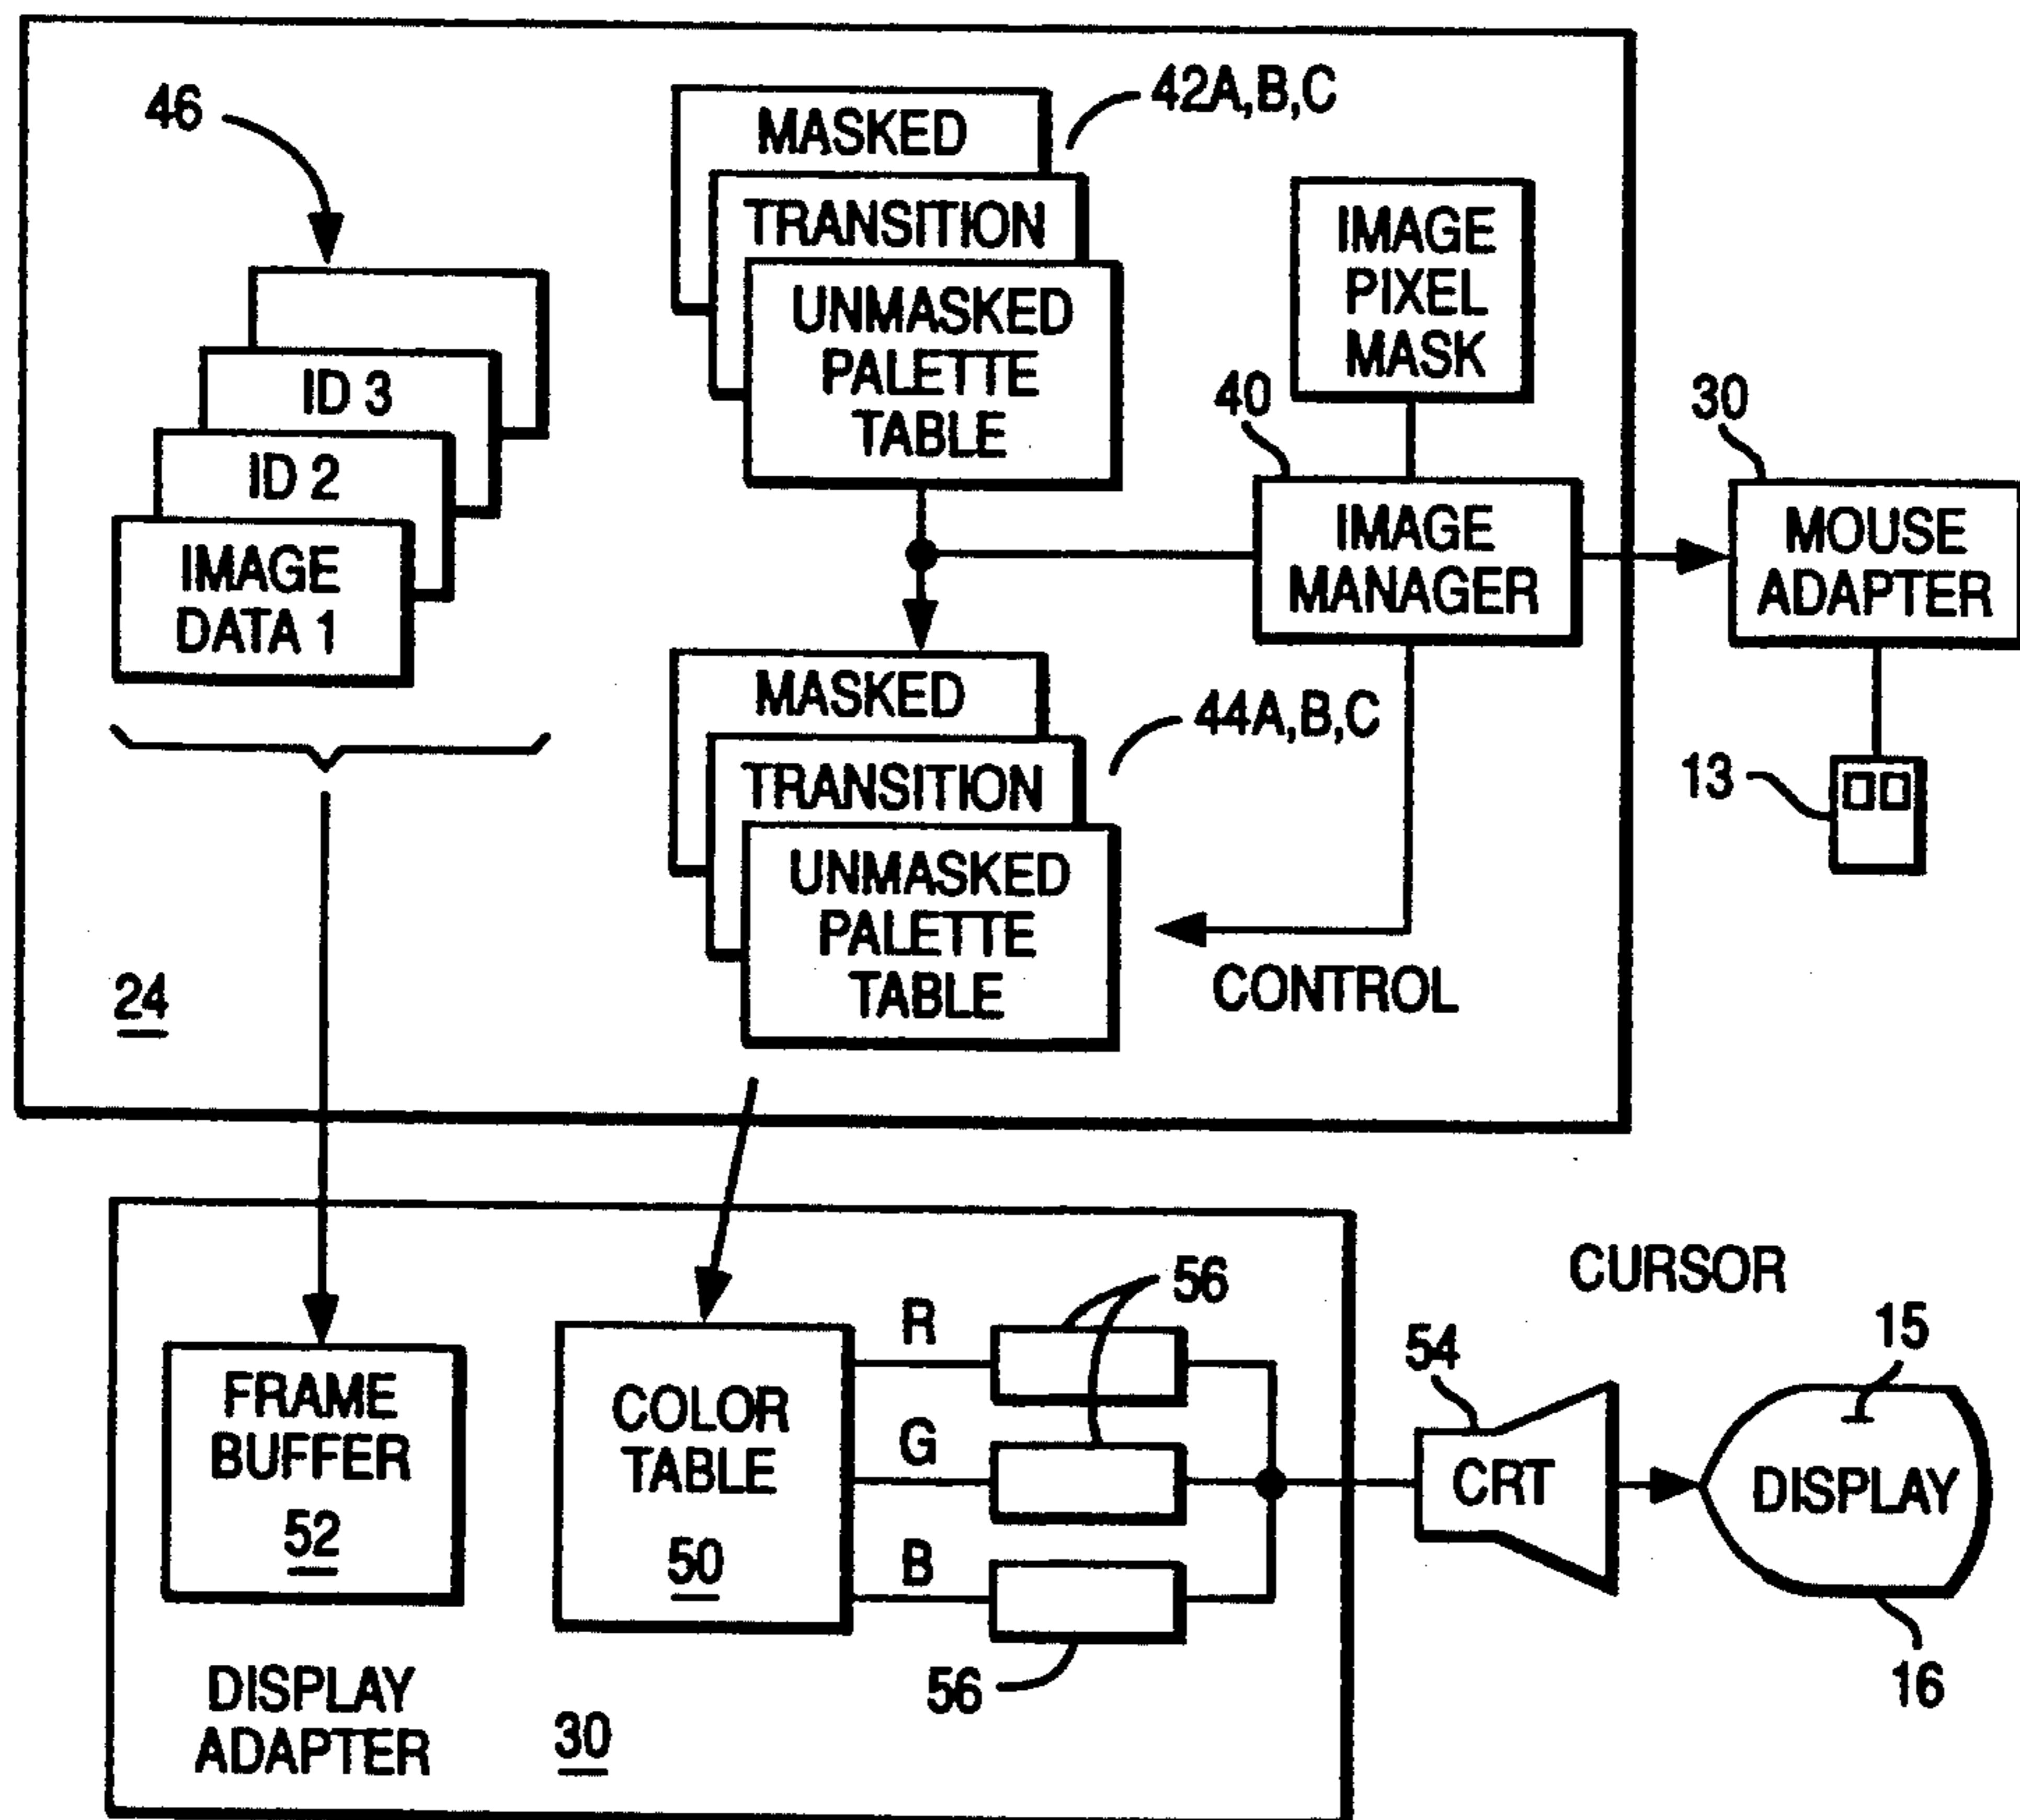 46
42A,B,C
MASKED
TRANSITION
UNMASKED
PALETTE
TABLE
IMAGE
PIXEL
MASK
ID 3
ID 2
IMAGE
DATA 1
40
IMAGE
MANAGER
30
MOUSE
ADAPTER
13
MASKED
TRANSITION
UNMASKED
PALETTE
TABLE
44A,B,C
CONTROL
24
FRAME
BUFFER
52
COLOR
TABLE
50
R
G
B
56
56
DISPLAY
ADAPTER
30
CURSOR
54
CRT
15
DISPLAY
16